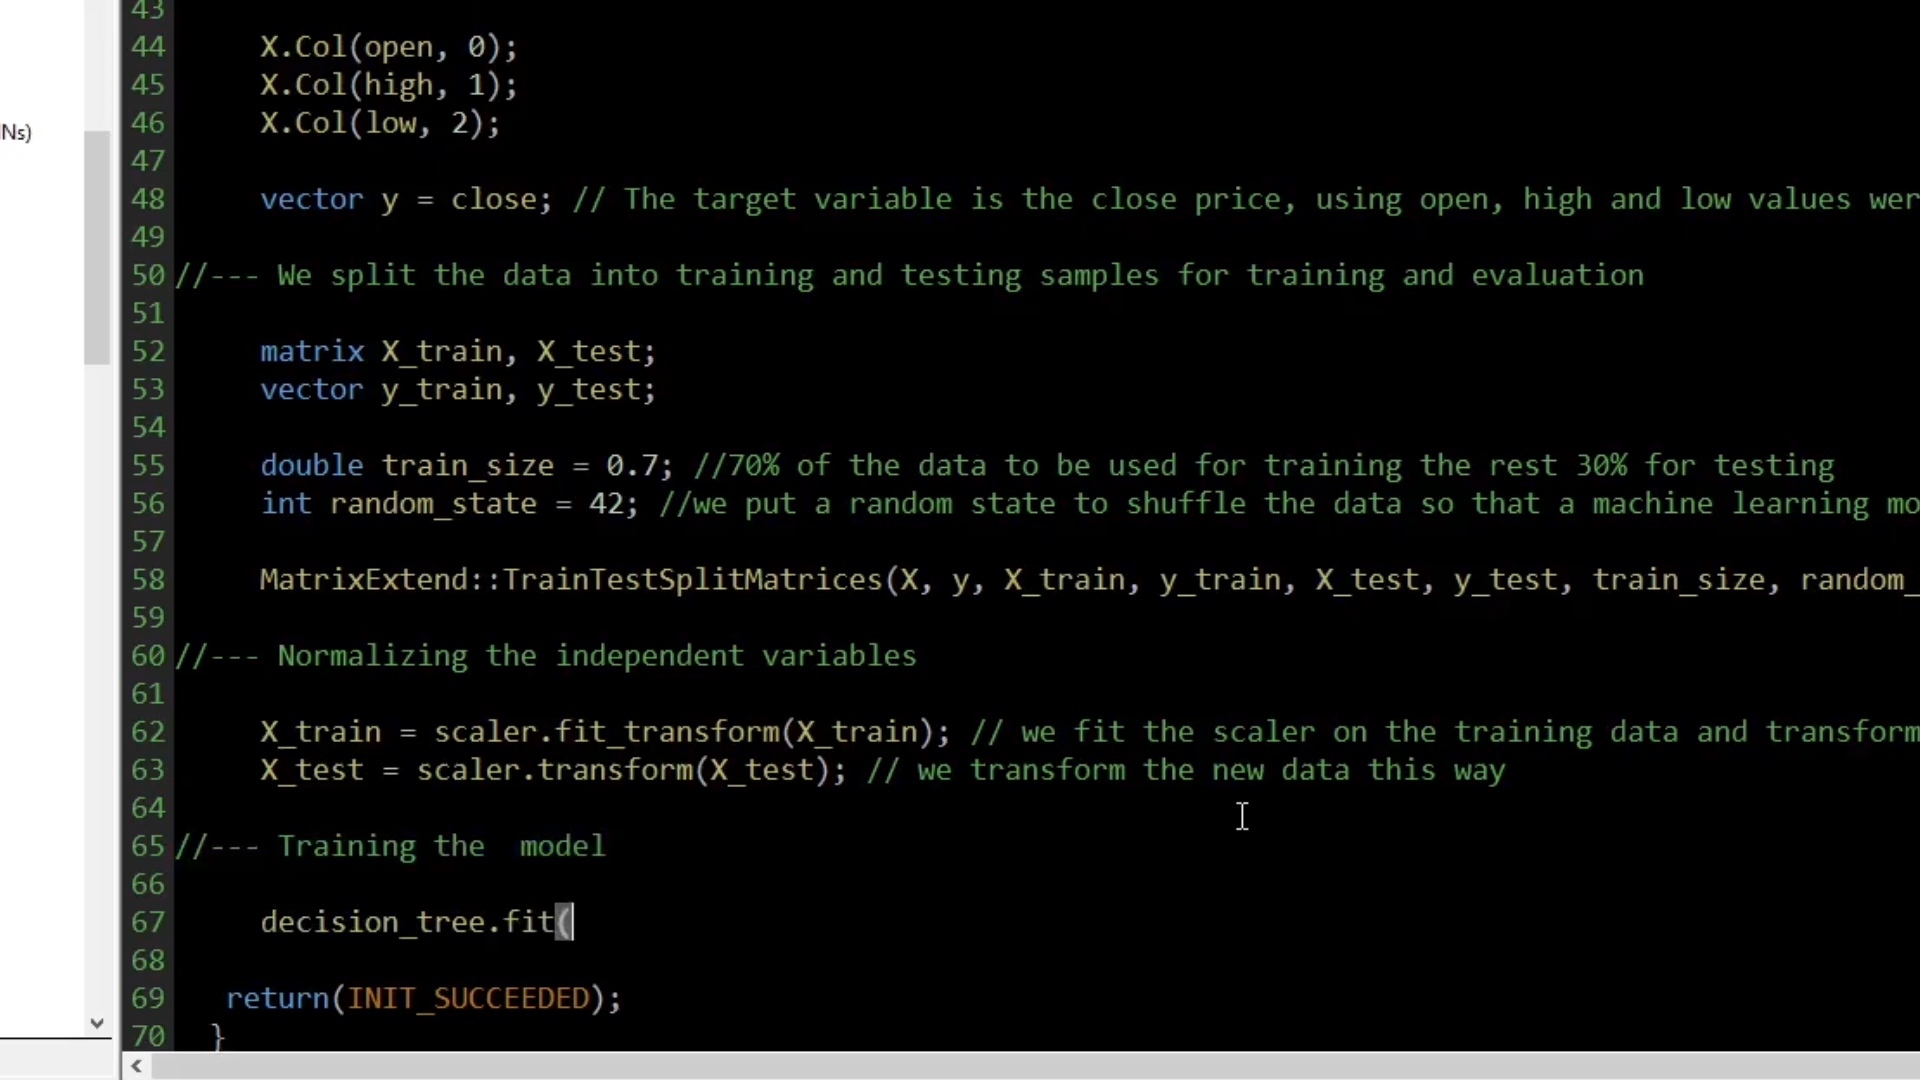 Ns)
43
44 X.Col(open, 0);
45 X.Col(high, 1);
46 X.Col(low, 2);
47
48 vector y = close; // The target variable is the close price, using open, high and low values wer
49
50 //--- We split the data into training and testing samples for training and evaluation
51
52 matrix X_train, X_test;
53 vector y_train, y_test;
54
55 double train_size = 0.7; //70% of the data to be used for training the rest 30% for testing
56 int random_state = 42; //we put a random state to shuffle the data so that a machine learning mo
57
58 MatrixExtend::TrainTestSplitMatrices(X, y, X_train, y_train, X_test, y_test, train_size, random_
59
60 //--- Normalizing the independent variables
61
62 X_train = scaler.fit_transform(X_train); // we fit the scaler on the training data and transform
63 X_test = scaler.transform(X_test); // we transform the new data this way
64
65 //--- Training the  model
66
67 decision_tree.fit(
68
69 return(INIT_SUCCEEDED);
70 }